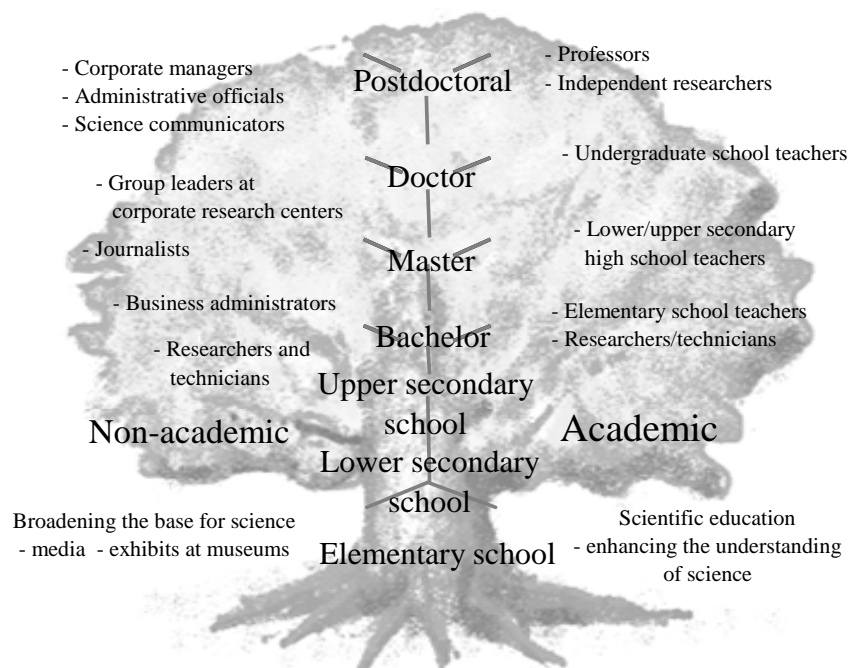 - Corporate managers
- Administrative officials
- Science communicators
Postdoctoral
- Professors
- Independent researchers
Doctor
- Undergraduate school teachers
- Group leaders at
corporate research centers
- Journalists
Master
- Lower/upper secondary
high school teachers
- Business administrators
- Researchers and
technicians
Bachelor
- Elementary school teachers
- Researchers/technicians
Upper secondary
school
Non-academic
Academic
Lower secondary
school
Broadening the base for science
- media - exhibits at museums
Elementary school
Scientific education
- enhancing the understanding
of science